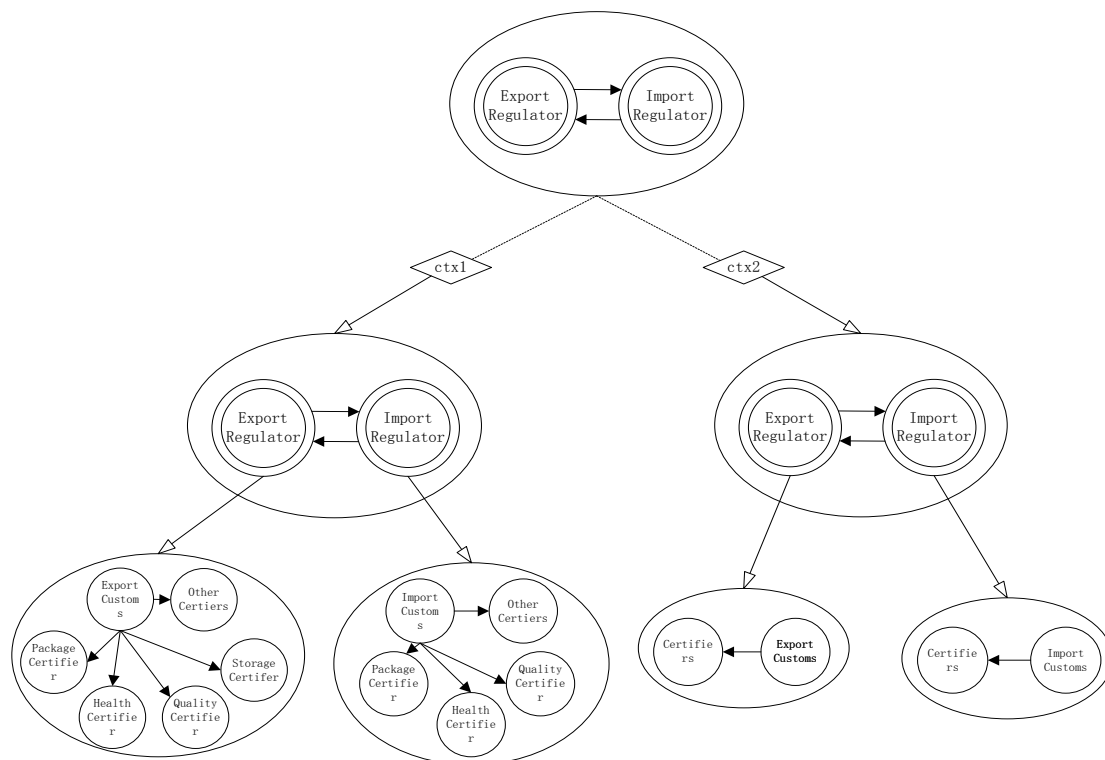 Export
Regulator
Import
Regulator
ctx1
ctx2
Export
Regulator
Import
Regulator
Export
Regulator
Import
Regulator
Export
Custom
s
Other
Certiers
Package
Certifie
r
Storage
Certifer
Health
Certifie
r
Quality
Certifie
r
Import
Custom
s
Other
Certiers
Package
Certifie
r
Quality
Certifie
r
Health
Certifie
r
Certifie
rs
Export
Customs
Certifie
rs
Import
Customs